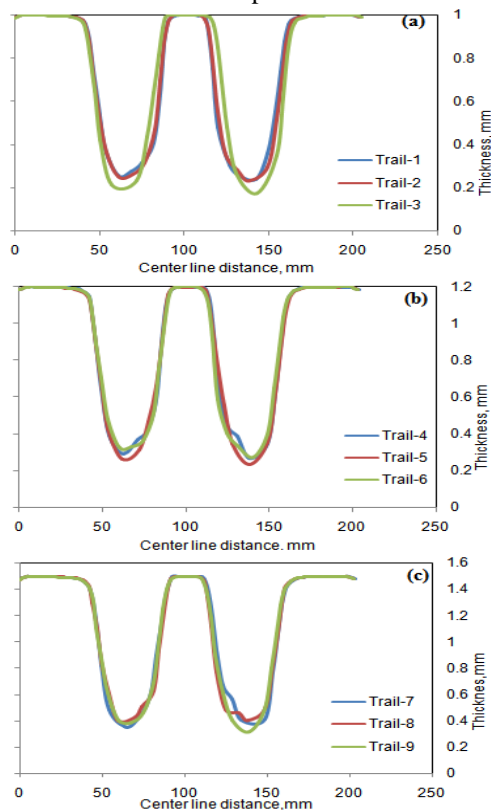 (a)
1
0.8
0.6
0.4
0.2
0
Thickness, mm
Trail-1
Trail-2
Trail-3
0 50 100 150 200 250
Center line distance, mm
(b)
1.2
1
0.8
0.6
0.4
0.2
0
Thickness, mm
Trail-4
Trail-5
Trail-6
0 50 100 150 200 250
Center line distance. mm
(c)
1.6
1.4
1.2
1
0.8
0.6
0.4
0.2
0
Thicknes, mm
Trail-7
Trail-8
Trail-9
0 50 100 150 200 250
Center line distance,mm